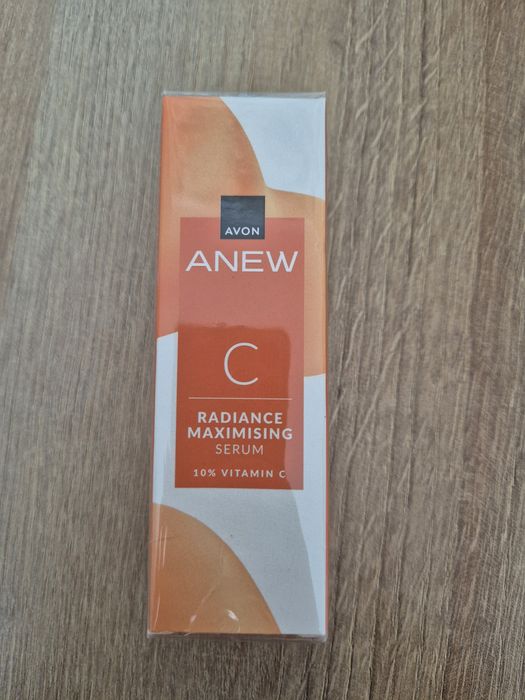 AVON
ANEW
C
RADIANCE
MAXIMISING
SERUM
10% VITAMIN C